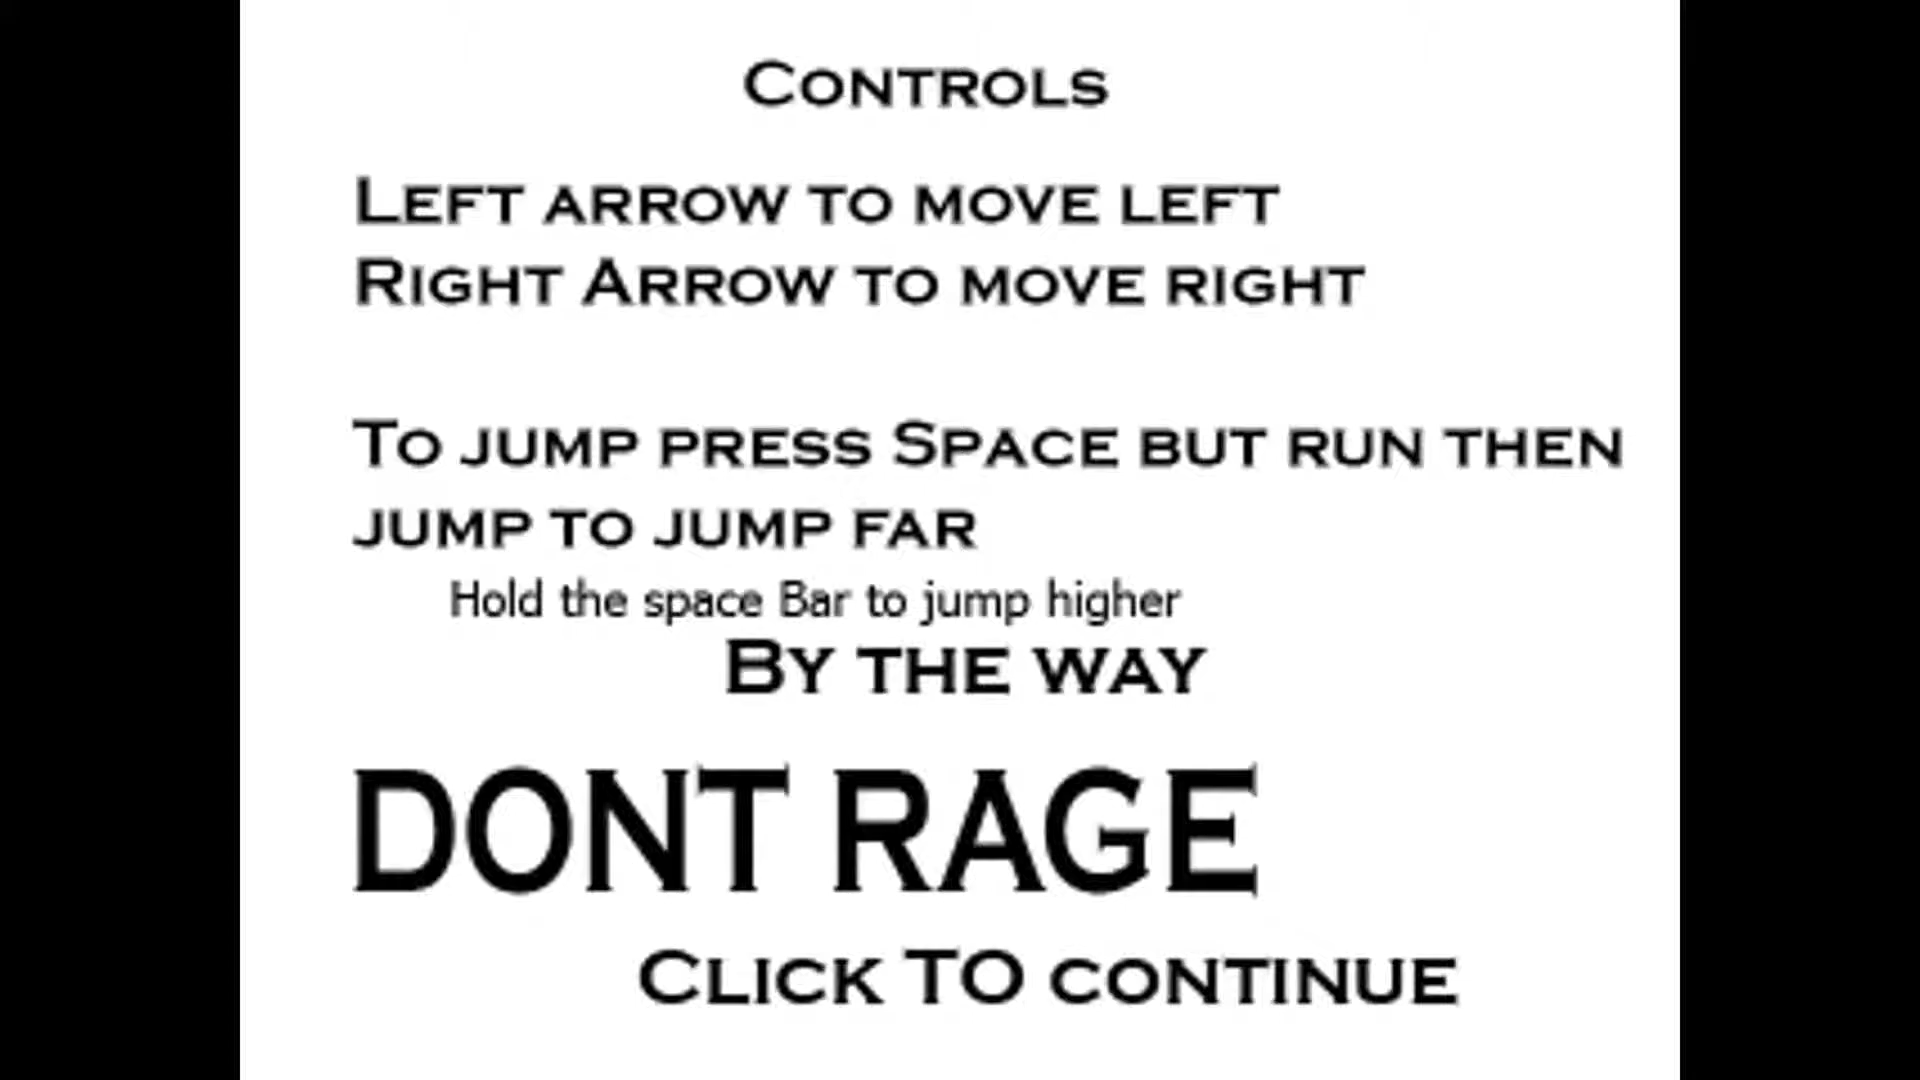 Controls
Left arrow to move left
Right Arrow to move right
To jump press Space but run then
jump to jump far
Hold the space Bar to jump higher
By the way
DONT RAGE
Click TO continue